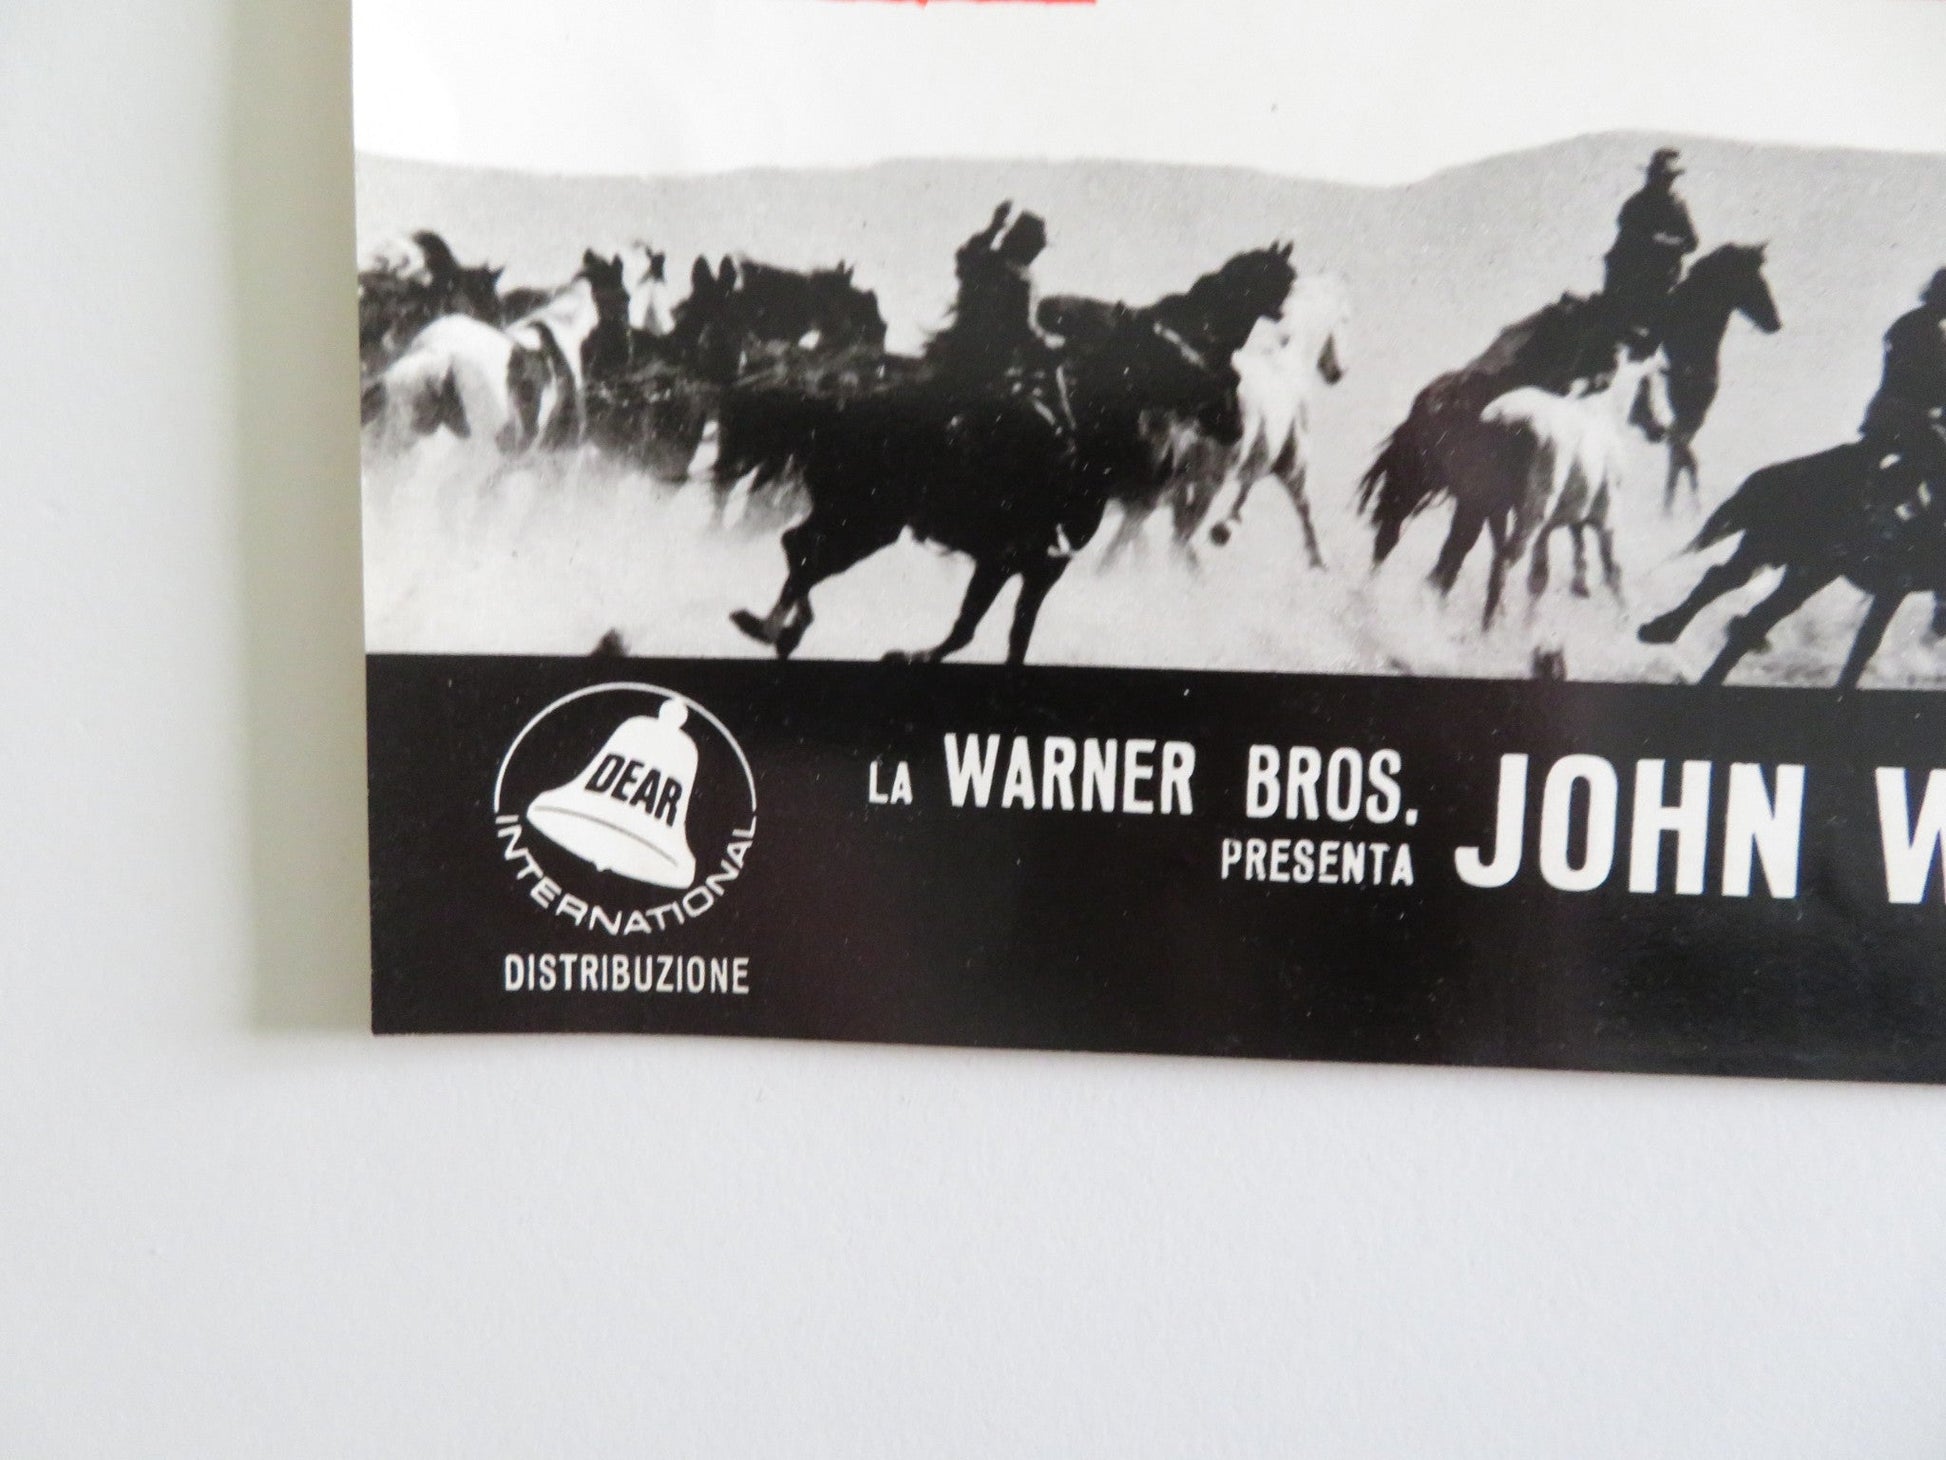 DEAR
INTERNATIONAL
DISTRIBUZIONE
LA WARNER BROS.
PRESENTA JOHN W